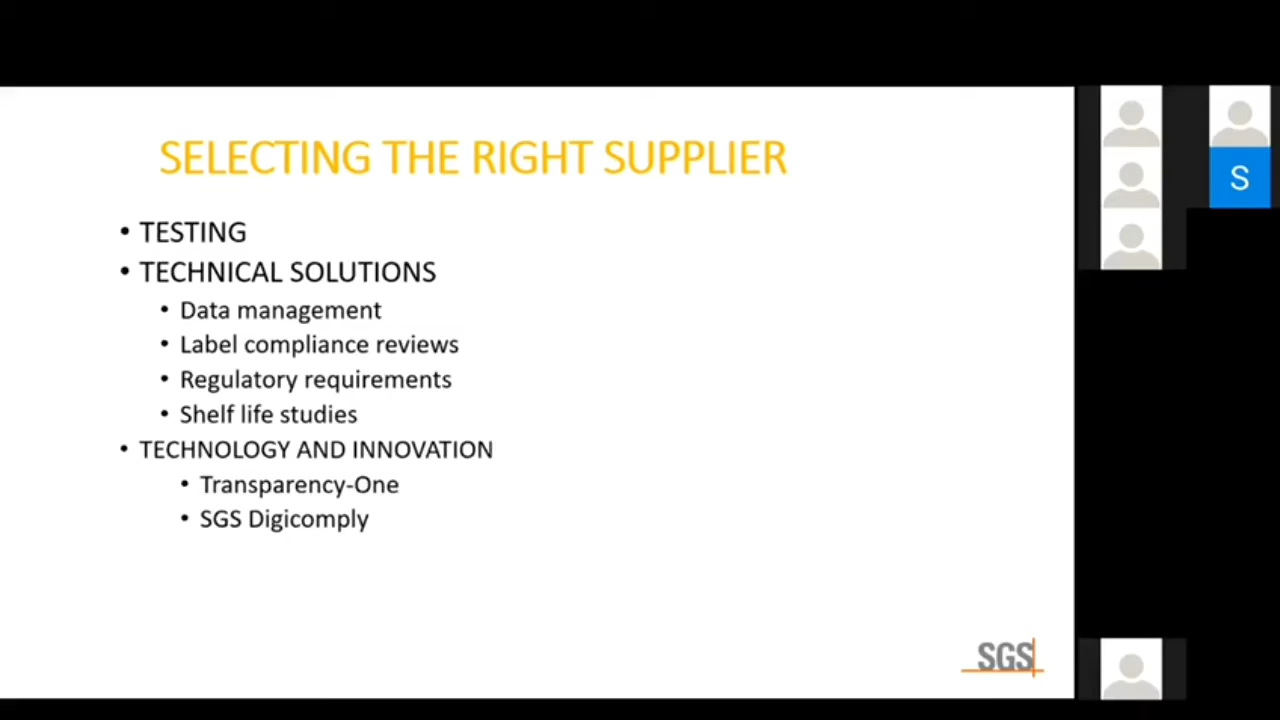 SELECTING THE RIGHT SUPPLIER
• TESTING
• TECHNICAL SOLUTIONS
• Data management
• Label compliance reviews
• Regulatory requirements
• Shelf life studies
• TECHNOLOGY AND INNOVATION
• Transparency-One
• SGS Digicomply
SGS
S